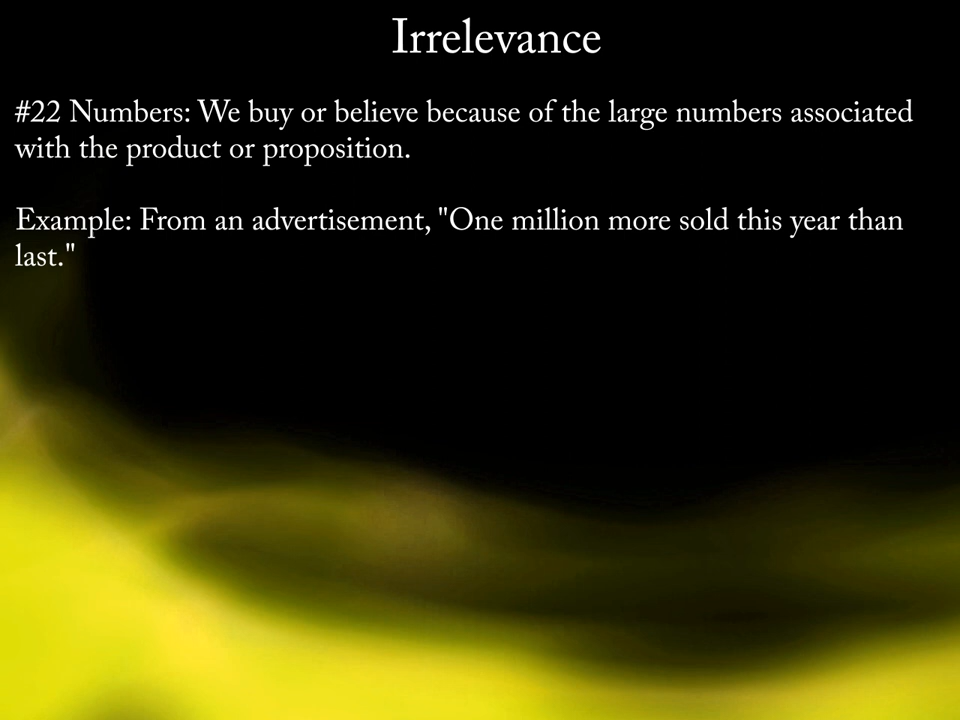 Irrelevance
#22 Numbers: We buy or believe because of the large numbers associated
with the product or proposition.
Example: From an advertisement, "One million more sold this year than
last."